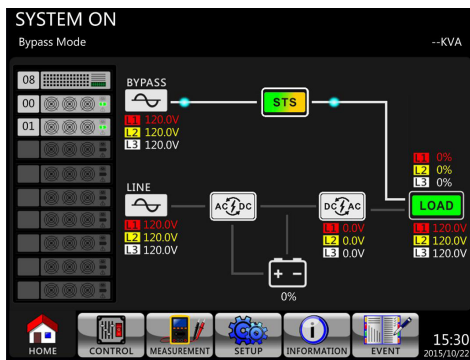 SYSTEM ON
Bypass Mode
--KVA
08
00
01
BYPASS
L1 120.0V
L2 120.0V
L3 120.0V
STS
LINE
L1 120.0V
L2 120.0V
L3 120.0V
AC DC
DC AC
L1 0.0V
L2 0.0V
L3 0.0V
+ -
0%
L1 0%
L2 0%
L3 0%
LOAD
L1 120.0V
L2 120.0V
L3 120.0V
HOME
CONTROL
MEASUREMENT
SETUP
INFORMATION
EVENT
15:30
2015/10/22